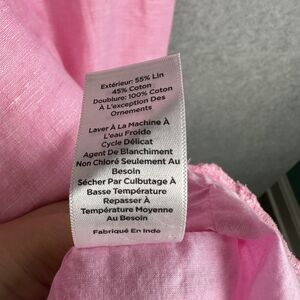 Extérieur: 55% Lin
45% Coton
Doublure: 100% Coton
À L'exception Des
Ornements
Laver À La Machine À
L'eau Froide
Cycle Délicat
Agent De Blanchiment
Non Chloré Seulement Au
Besoin
Sécher Par Culbutage À
Basse Température
Repasser À
Température Moyenne
Au Besoin
Fabriqué En Inde